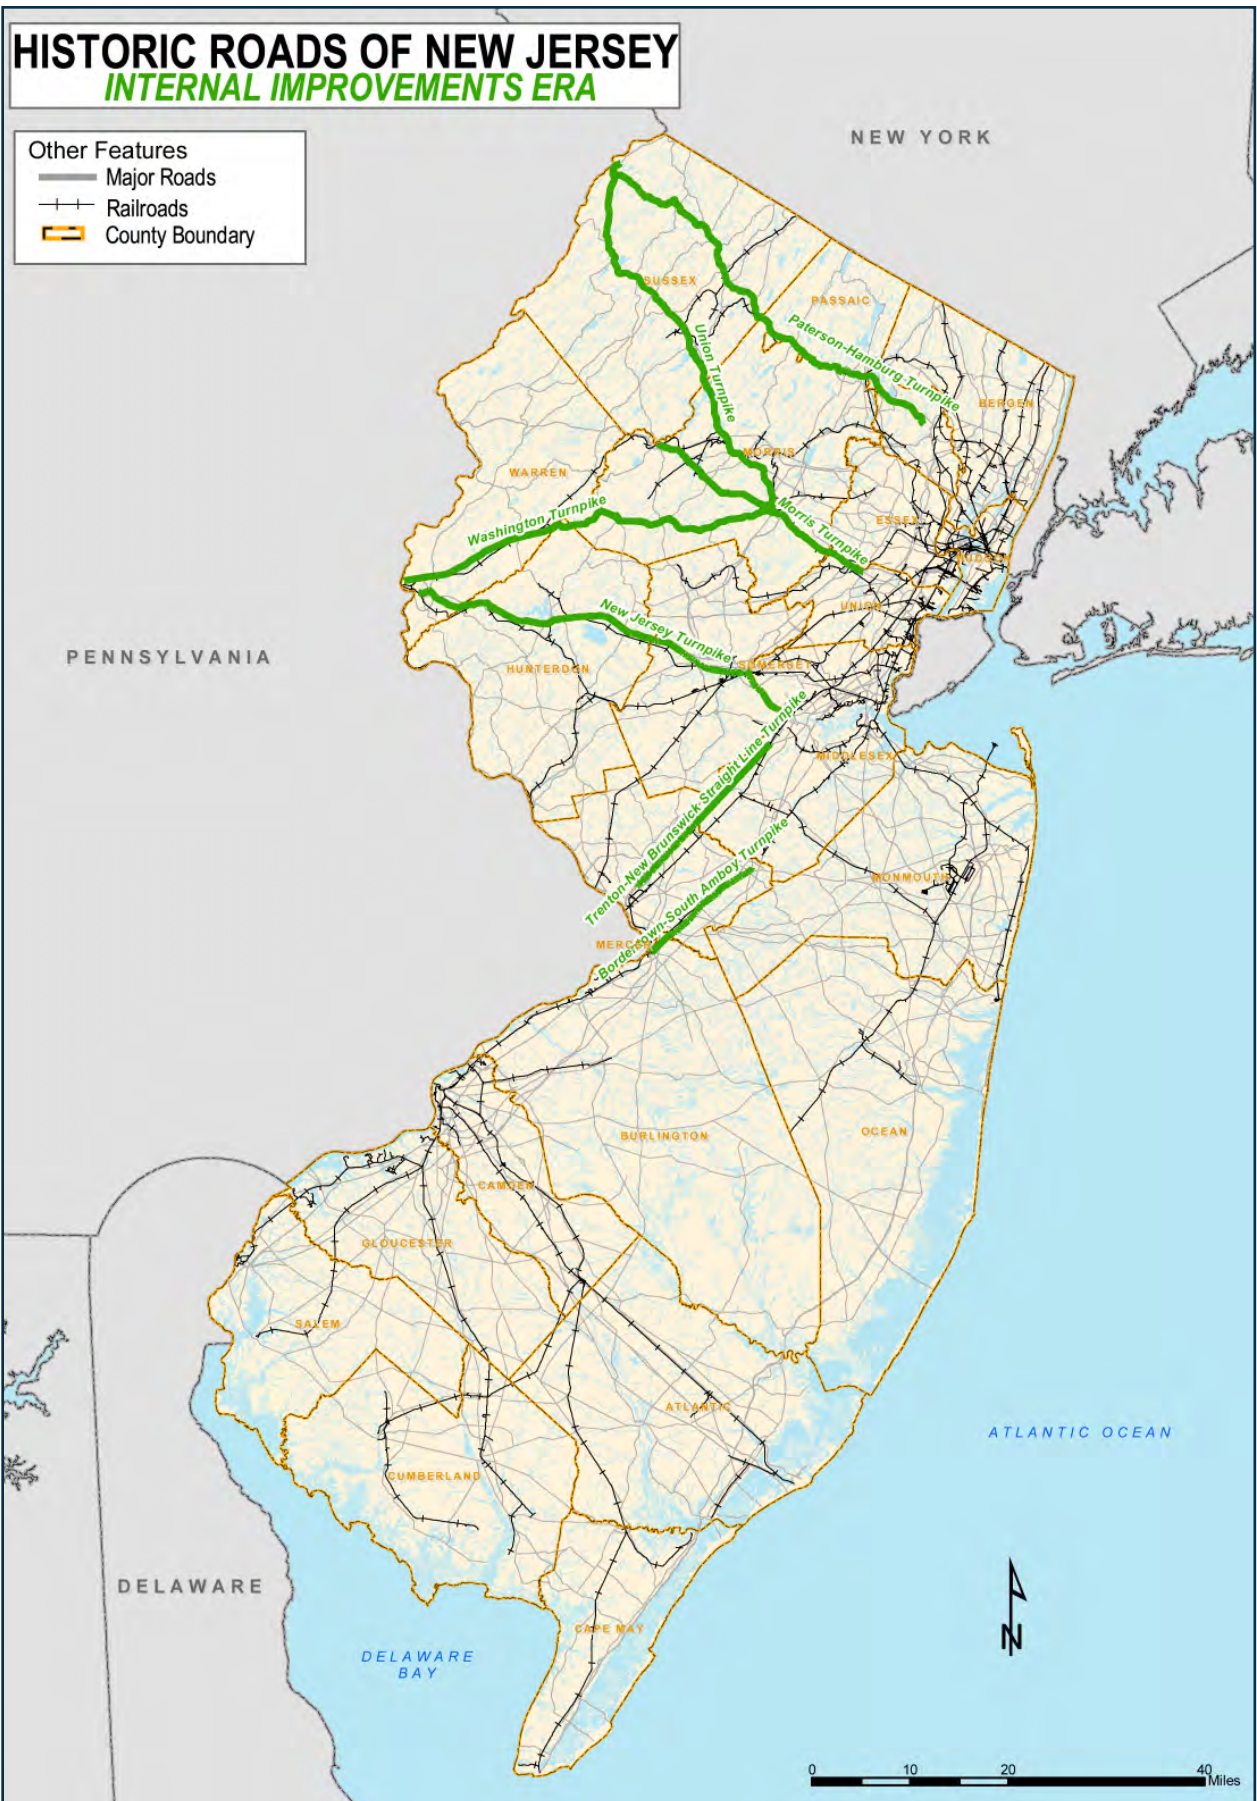 HISTORIC ROADS OF NEW JERSEY
INTERNAL IMPROVEMENTS ERA
Other Features
Major Roads
Railroads
County Boundary
NEW YORK
SUSSEX
PASSAIC
Union Turnpike
Paterson-Hamburg-Turnpike
BERGEN
MORRIS
WARREN
Washington Turnpike
Morris Turnpike
ESSEX
HUDSON
UNION
New Jersey Turnpike
PENNSYLVANIA
HUNTERDON
SOMERSET
Trenton-New Brunswick Straight Line-Turnpike
MIDDLESEX
Bordentown-South Amboy Turnpike
MONMOUTH
MERCER
BURLINGTON
OCEAN
CAMDEN
GLOUCESTER
SALEM
ATLANTIC
ATLANTIC OCEAN
CUMBERLAND
DELAWARE
CAPE MAY
DELAWARE
BAY
N
0 10 20 40
Miles